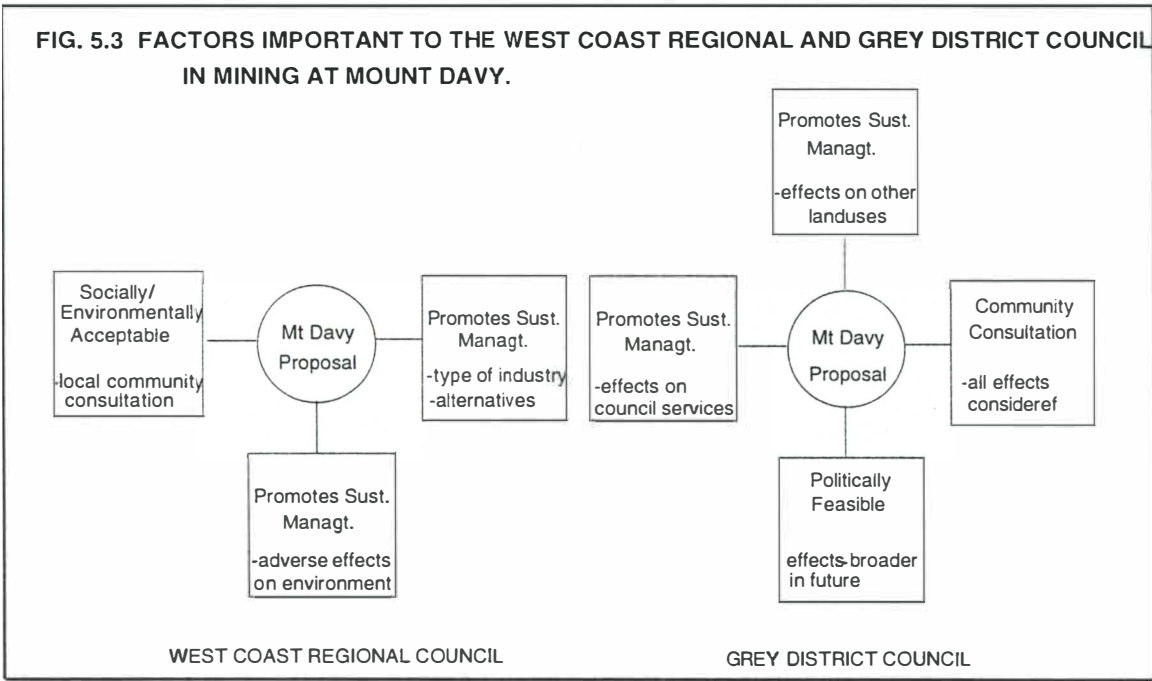 FIG. 5.3 FACTORS IMPORTANT TO THE WEST COAST REGIONAL AND GREY DISTRICT COUNCIL
IN MINING AT MOUNT DAVY.
Socially/
Environmentally
Acceptable
-local community
consultation
Mt Davy
Proposal
Promotes Sust.
Managt.
-type of industry
-alternatives
Promotes Sust.
Managt.
-adverse effects
on environment
WEST COAST REGIONAL COUNCIL
Promotes Sust.
Managt.
-effects on other
landuses
Promotes Sust.
Managt.
-effects on
council services
Mt Davy
Proposal
Community
Consultation
-all effects
consideref
Politically
Feasible
effects-broader
in future
GREY DISTRICT COUNCIL